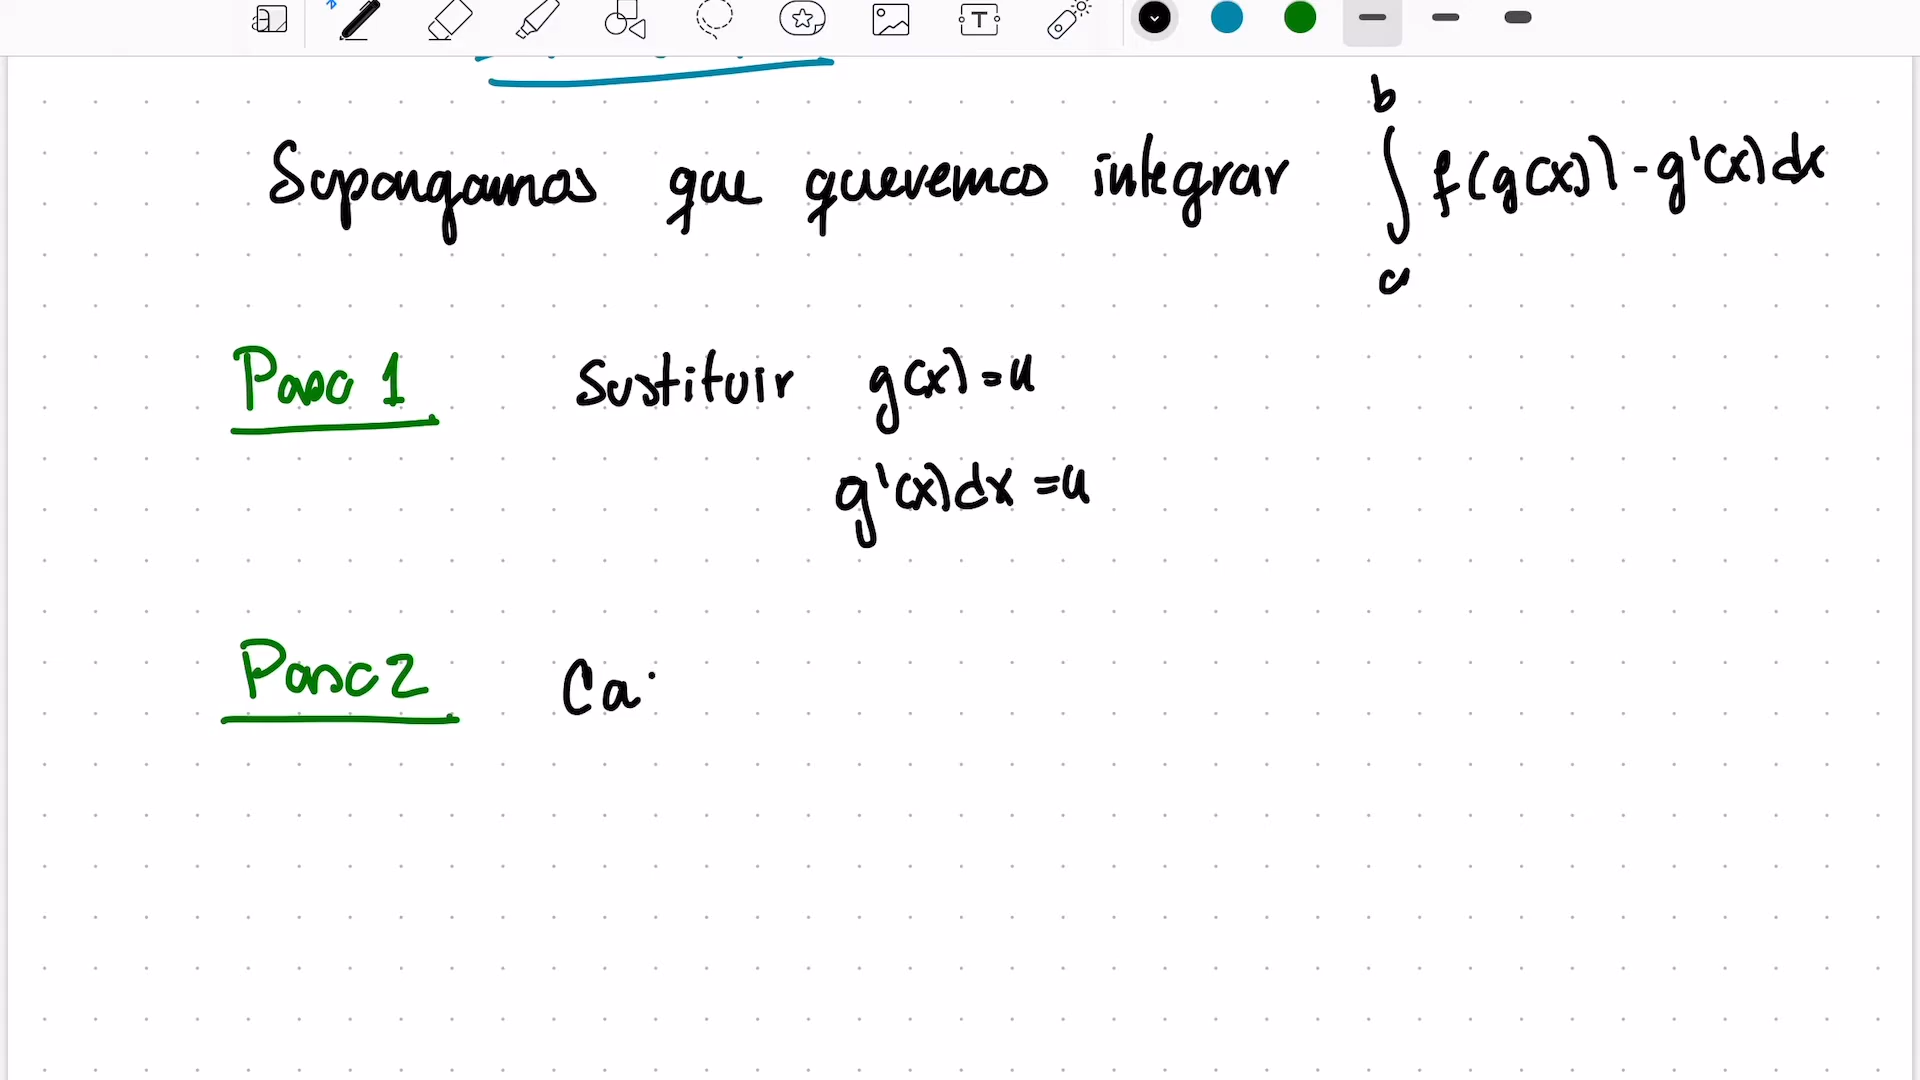 Supongamos que queremos integrar ∫ₐᵇ f(g(x)) - g'(x)dx
Paso 1 Sustituir g(x) = u
g'(x)dx = u
Paso 2 Ca